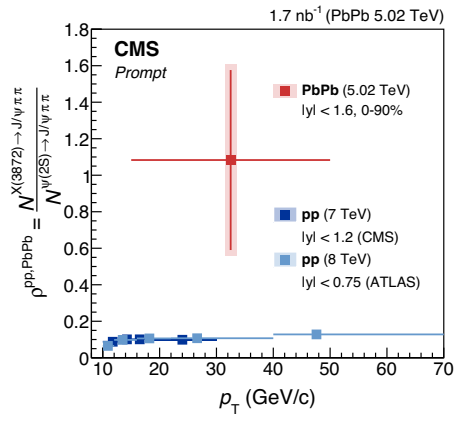 1.7 nb⁻¹ (PbPb 5.02 TeV)
CMS
Prompt
PbPb (5.02 TeV)
|y| < 1.6, 0-90%
pp (7 TeV)
|y| < 1.2 (CMS)
pp (8 TeV)
|y| < 0.75 (ATLAS)
ρ^pp,PbPb = N^X(3872)→J/ψππ / N^ψ(2S)→J/ψππ
1.8
1.6
1.4
1.2
1
0.8
0.6
0.4
0.2
0
10 20 30 40 50 60 70
p_T (GeV/c)